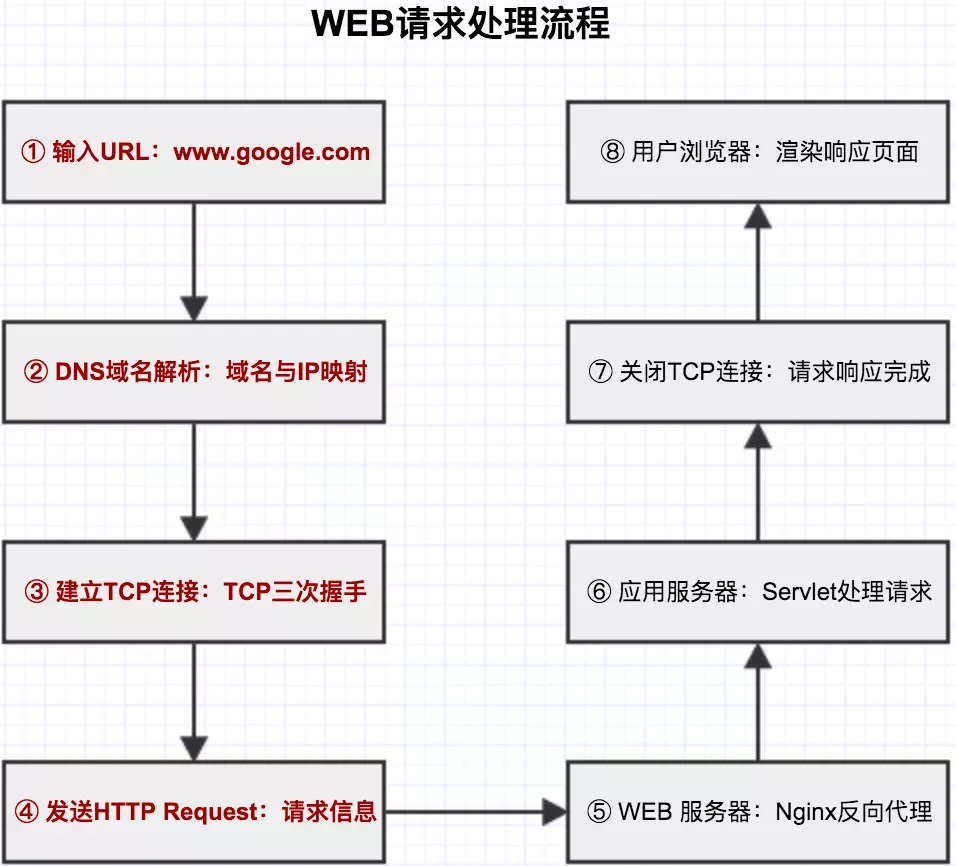 WEB请求处理流程
① 输入URL：www.google.com
② DNS域名解析：域名与IP映射
③ 建立TCP连接：TCP三次握手
④ 发送HTTP Request：请求信息
⑤ WEB 服务器：Nginx反向代理
⑥ 应用服务器：Servlet处理请求
⑦ 关闭TCP连接：请求响应完成
⑧ 用户浏览器：渲染响应页面